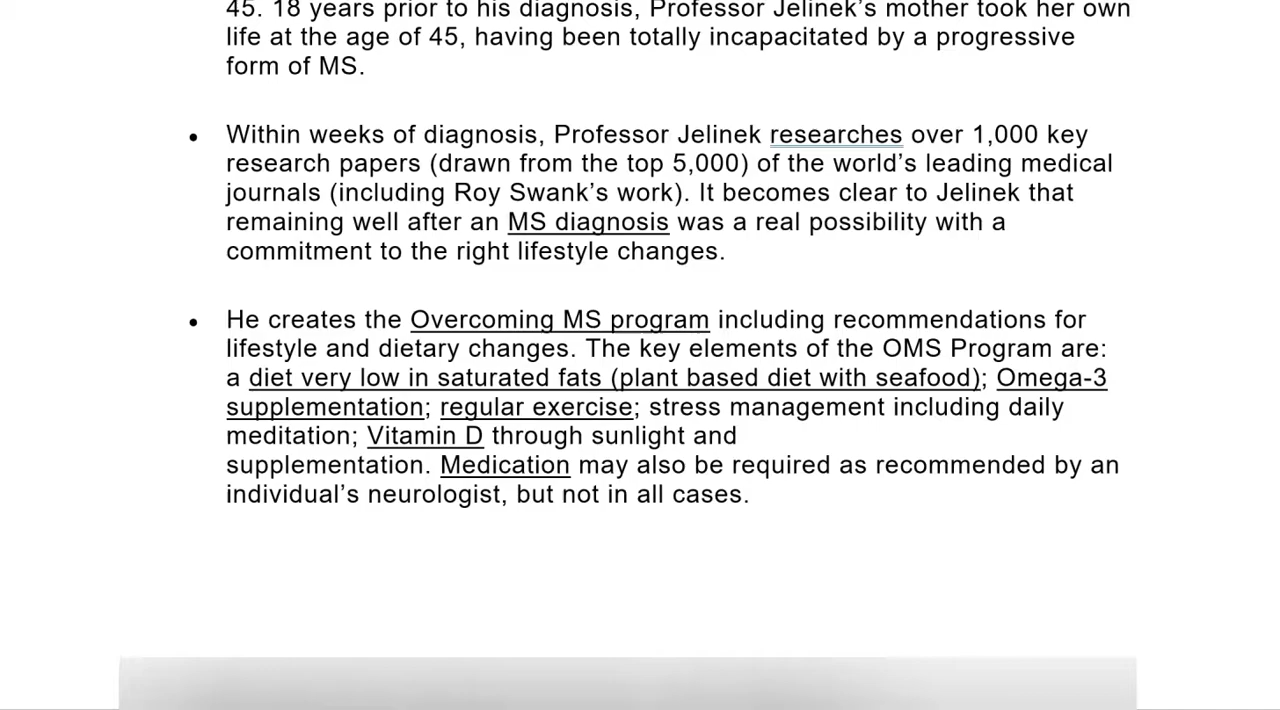 45. 18 years prior to his diagnosis, Professor Jelinek’s mother took her own
life at the age of 45, having been totally incapacitated by a progressive
form of MS.
• Within weeks of diagnosis, Professor Jelinek researches over 1,000 key
research papers (drawn from the top 5,000) of the world’s leading medical
journals (including Roy Swank’s work). It becomes clear to Jelinek that
remaining well after an MS diagnosis was a real possibility with a
commitment to the right lifestyle changes.
• He creates the Overcoming MS program including recommendations for
lifestyle and dietary changes. The key elements of the OMS Program are:
a diet very low in saturated fats (plant based diet with seafood); Omega-3
supplementation; regular exercise; stress management including daily
meditation; Vitamin D through sunlight and
supplementation. Medication may also be required as recommended by an
individual’s neurologist, but not in all cases.